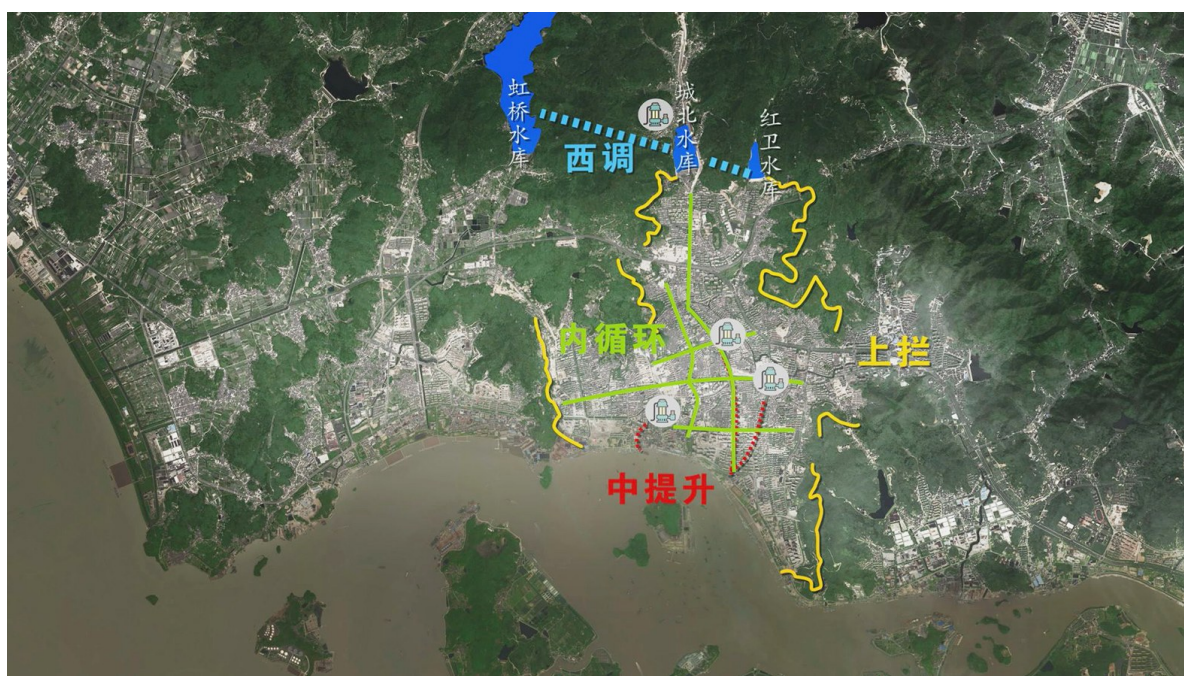 虹桥水库
城北水库
红卫水库
西调
内循环
上拦
中提升